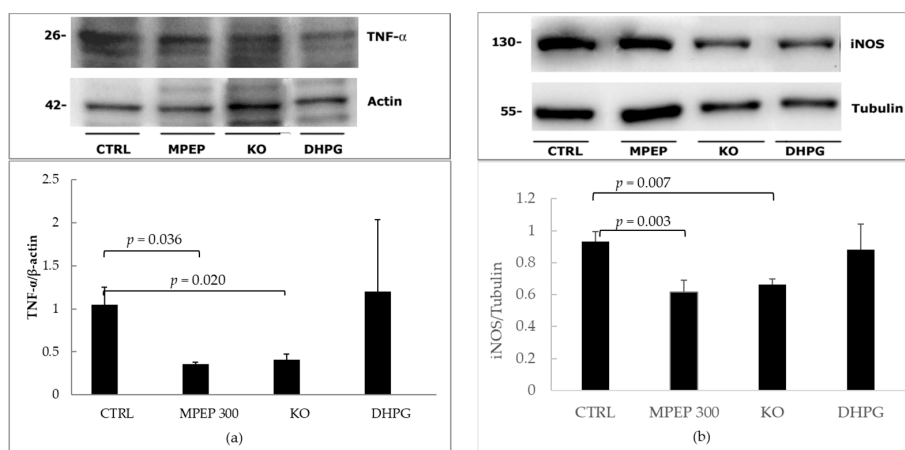 26-
TNF-α
42-
Actin
CTRL MPEP KO DHPG
TNF-α/β-actin
2.5
2
1.5
1
0.5
0
p = 0.036
p = 0.020
CTRL MPEP 300 KO DHPG
(a)
130-
iNOS
55-
Tubulin
CTRL MPEP KO DHPG
iNOS/Tubulin
1.2
1
0.8
0.6
0.4
0.2
0
p = 0.007
p = 0.003
CTRL MPEP 300 KO DHPG
(b)